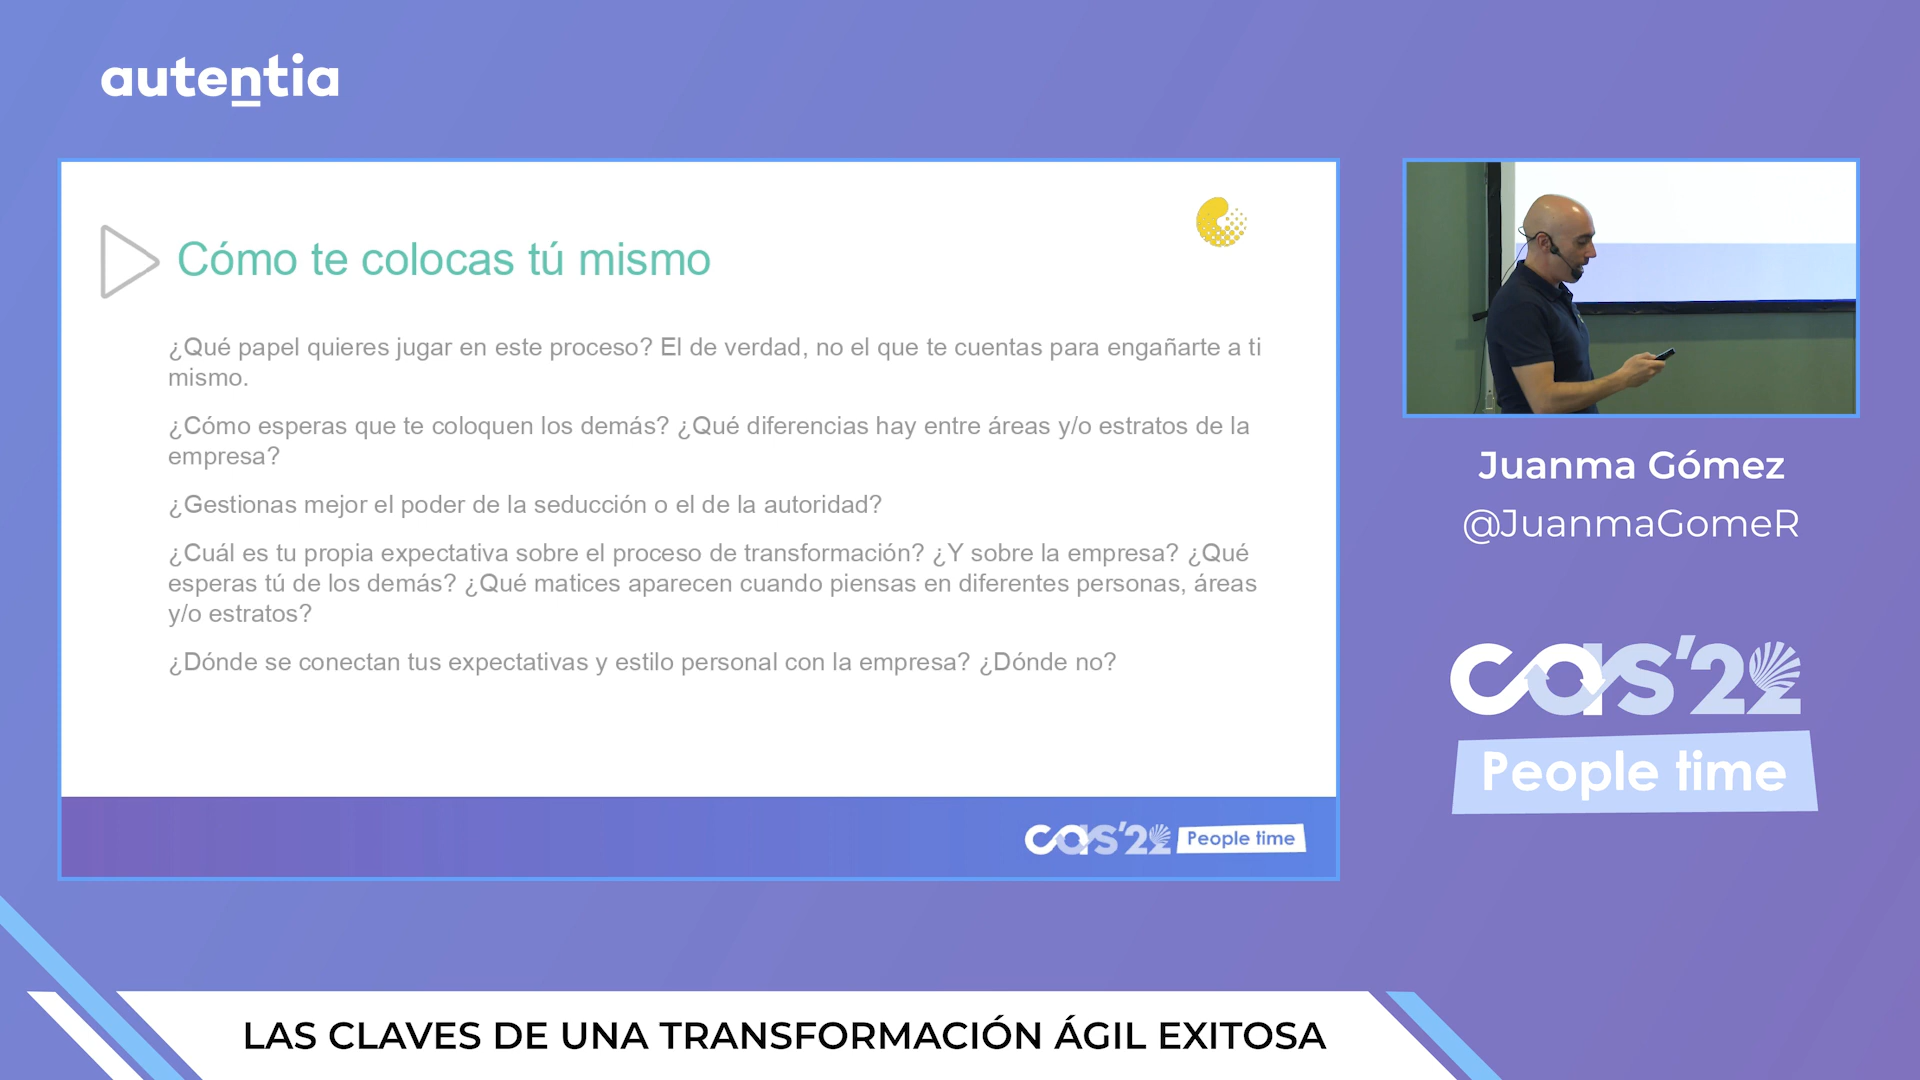 autentia
Cómo te colocas tú mismo
¿Qué papel quieres jugar en este proceso? El de verdad, no el que te cuentas para engañarte a ti
mismo.
¿Cómo esperas que te coloquen los demás? ¿Qué diferencias hay entre áreas y/o estratos de la
empresa?
¿Gestionas mejor el poder de la seducción o el de la autoridad?
¿Cuál es tu propia expectativa sobre el proceso de transformación? ¿Y sobre la empresa? ¿Qué
esperas tú de los demás? ¿Qué matices aparecen cuando piensas en diferentes personas, áreas
y/o estratos?
¿Dónde se conectan tus expectativas y estilo personal con la empresa? ¿Dónde no?
cas'22 People time
Juanma Gómez
@JuanmaGomeR
cas'22
People time
LAS CLAVES DE UNA TRANSFORMACIÓN ÁGIL EXITOSA